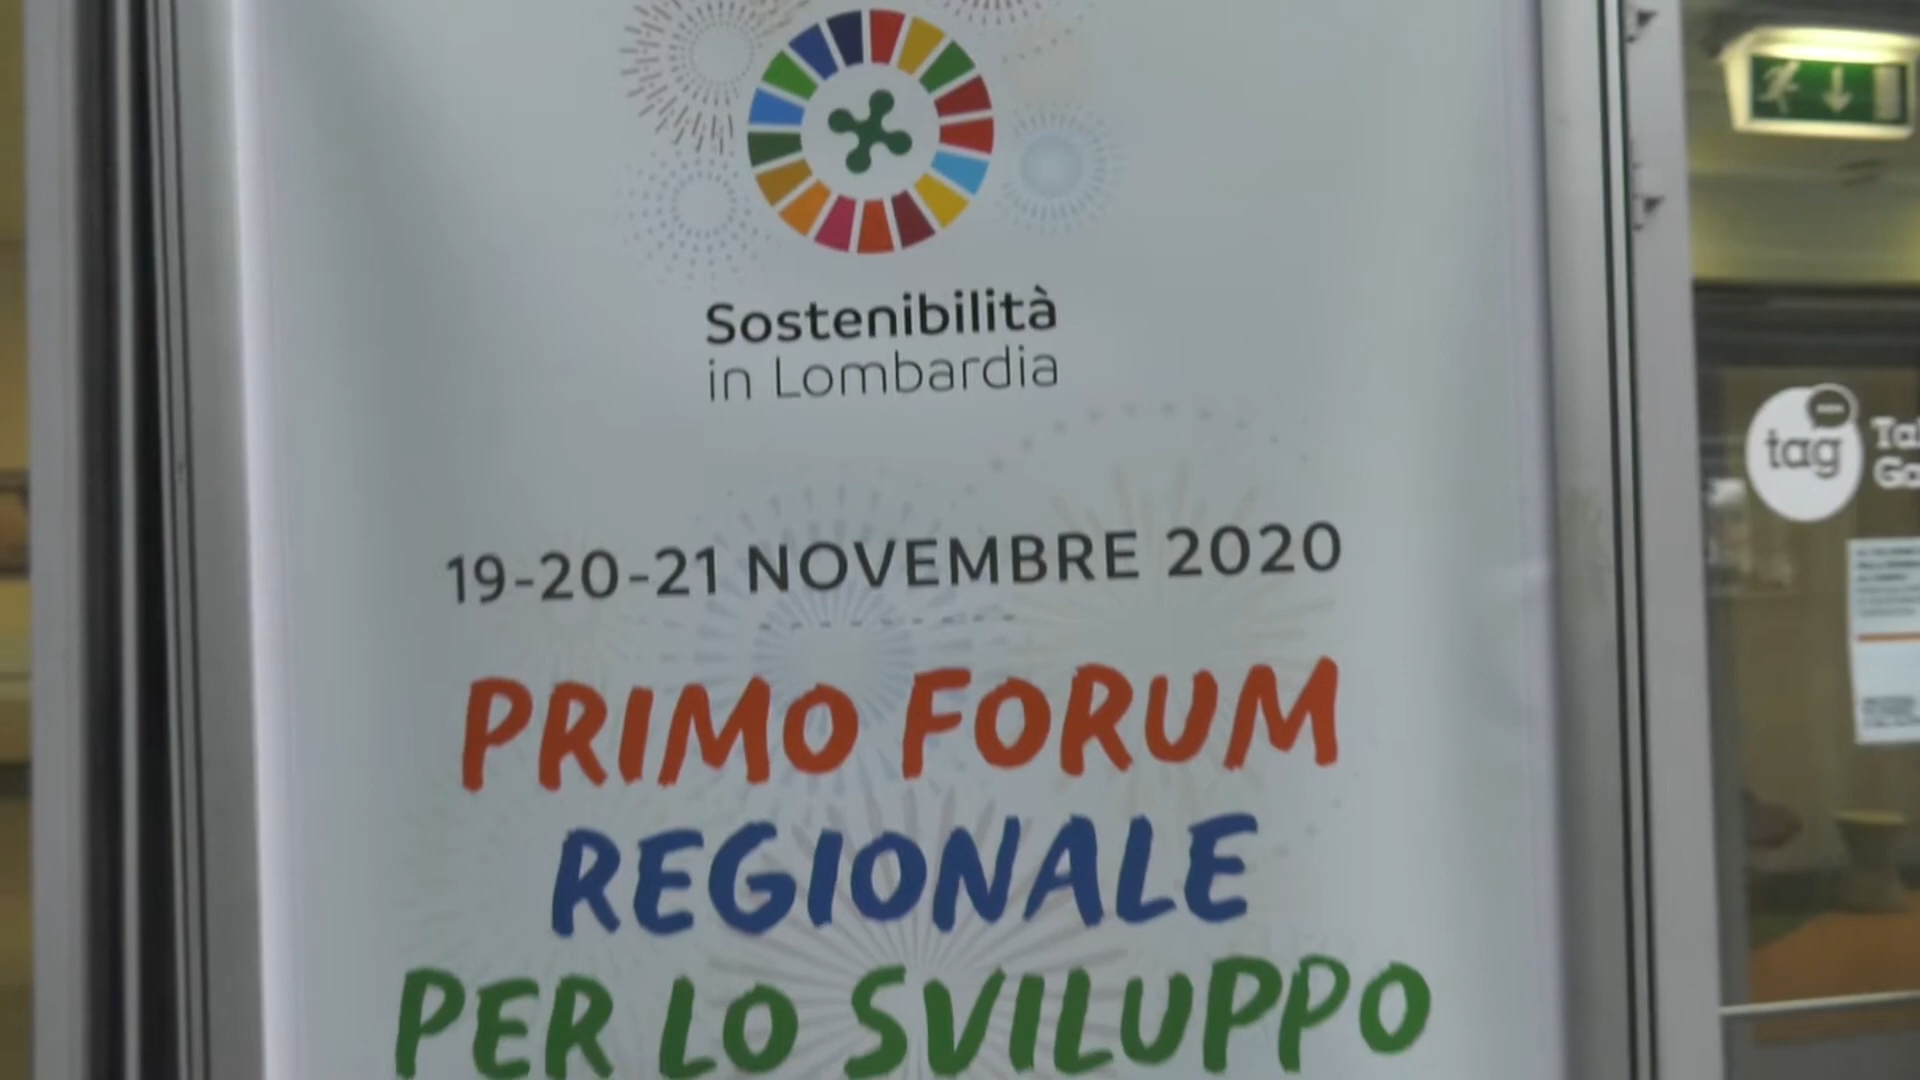 Sostenibilità
in Lombardia
19-20-21 NOVEMBRE 2020
PRIMO FORUM
REGIONALE
PER LO SVILUPPO
tag